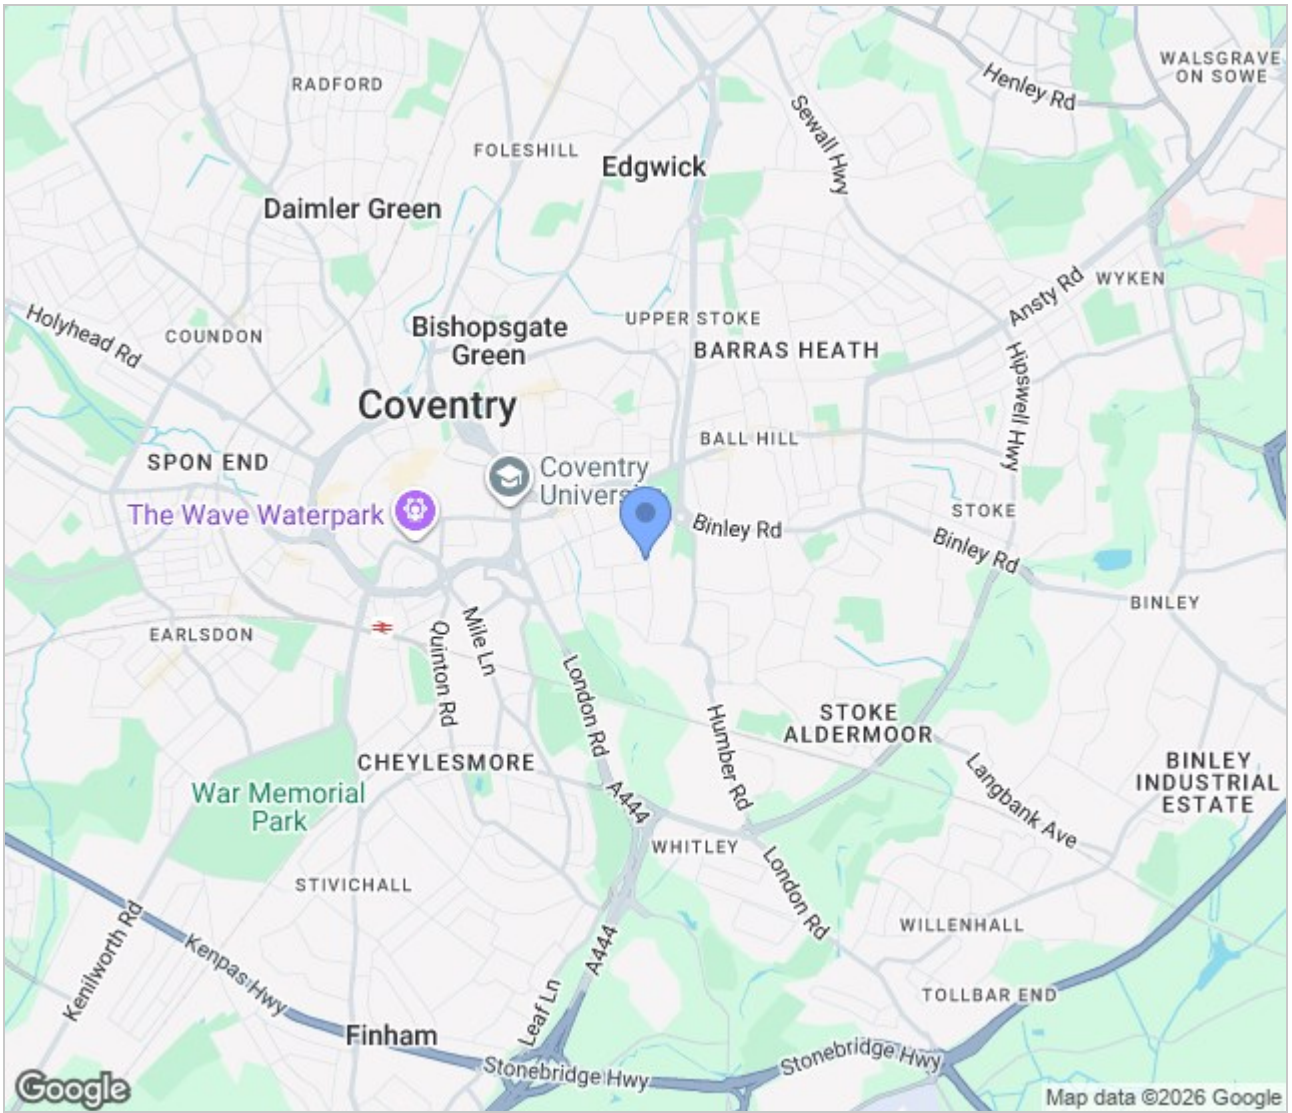 WALSGRAVE
ON SOWE
RADFORD
Henley Rd
Sewall Hwy
FOLESHILL
Edgwick
Daimler Green
WYKEN
Ansty Rd
Holyhead Rd
COUNDON
Bishopsgate
Green
UPPER STOKE
BARRAS HEATH
Hipswell Hwy
Coventry
BALL HILL
SPON END
Coventry
Universi
The Wave Waterpark
Binley Rd
STOKE
Binley Rd
BINLEY
EARLSDON
Mile Ln
Quinton Rd
London Rd
Humber Rd
STOKE
ALDERMOOR
CHEYLESMORE
Langbank Ave
BINLEY
INDUSTRIAL
ESTATE
War Memorial
Park
A444
WHITLEY
London Rd
STIVICHALL
Kenilworth Rd
Kenpas Hwy
A444
WILLENHALL
Leaf Ln
TOLLBAR END
Finham
Stonebridge Hwy
Stonebridge Hwy
Google
Map data ©2026 Google